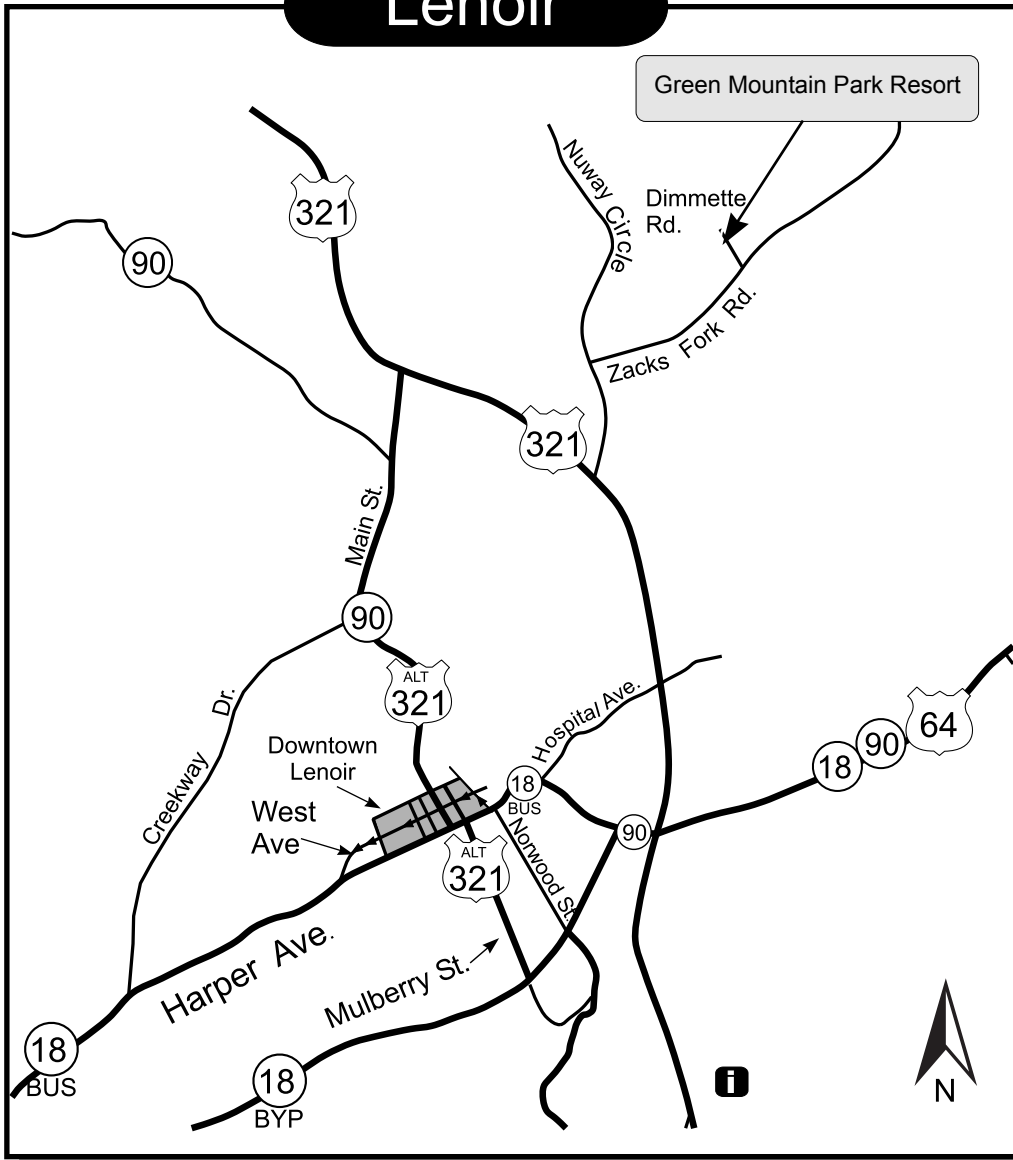 Lenoir
Green Mountain Park Resort
321
Nuway Circle
Dimmette
Rd.
90
Zacks Fork Rd.
321
Main St.
90
ALT
321
Hospital Ave.
64
90
18
Creekway Dr.
Downtown
Lenoir
18
BUS
West
Ave
90
ALT
321
Norwood St.
Harper Ave.
Mulberry St.
18
BUS
18
BYP
i
N